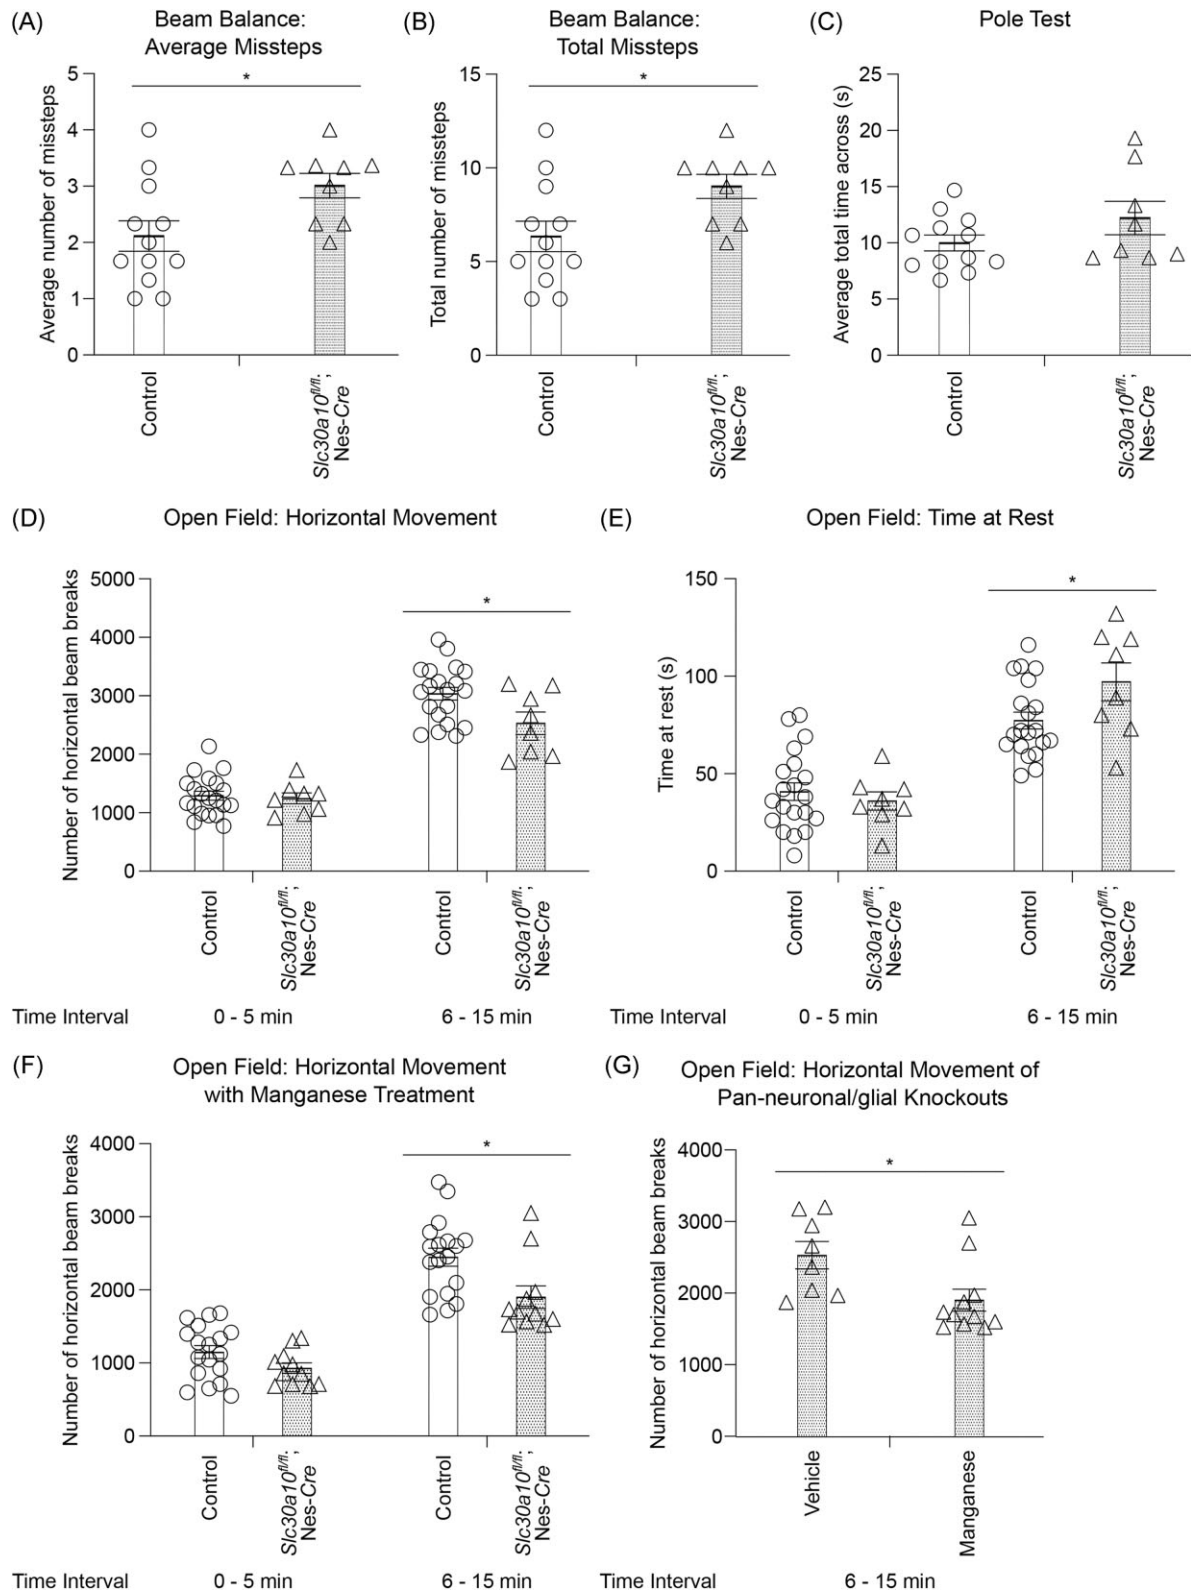 (A) Beam Balance:
Average Missteps
Average number of missteps
5
4
3
2
1
0
*
Control
Slc30a10fl/fl;
Nes-Cre
(B) Beam Balance:
Total Missteps
Total number of missteps
15
10
5
0
*
Control
Slc30a10fl/fl;
Nes-Cre
(C) Pole Test
Average total time across (s)
25
20
15
10
5
0
Control
Slc30a10fl/fl;
Nes-Cre
(D) Open Field: Horizontal Movement
Number of horizontal beam breaks
5000
4000
3000
2000
1000
0
*
Control
Slc30a10fl/fl;
Nes-Cre
Control
Slc30a10fl/fl;
Nes-Cre
Time Interval 0 - 5 min 6 - 15 min
(E) Open Field: Time at Rest
Time at rest (s)
150
100
50
0
*
Control
Slc30a10fl/fl;
Nes-Cre
Control
Slc30a10fl/fl;
Nes-Cre
Time Interval 0 - 5 min 6 - 15 min
(F) Open Field: Horizontal Movement
with Manganese Treatment
Number of horizontal beam breaks
4000
3000
2000
1000
0
*
Control
Slc30a10fl/fl;
Nes-Cre
Control
Slc30a10fl/fl;
Nes-Cre
Time Interval 0 - 5 min 6 - 15 min
(G) Open Field: Horizontal Movement of
Pan-neuronal/glial Knockouts
Number of horizontal beam breaks
4000
3000
2000
1000
0
*
Vehicle
Manganese
Time Interval 6 - 15 min